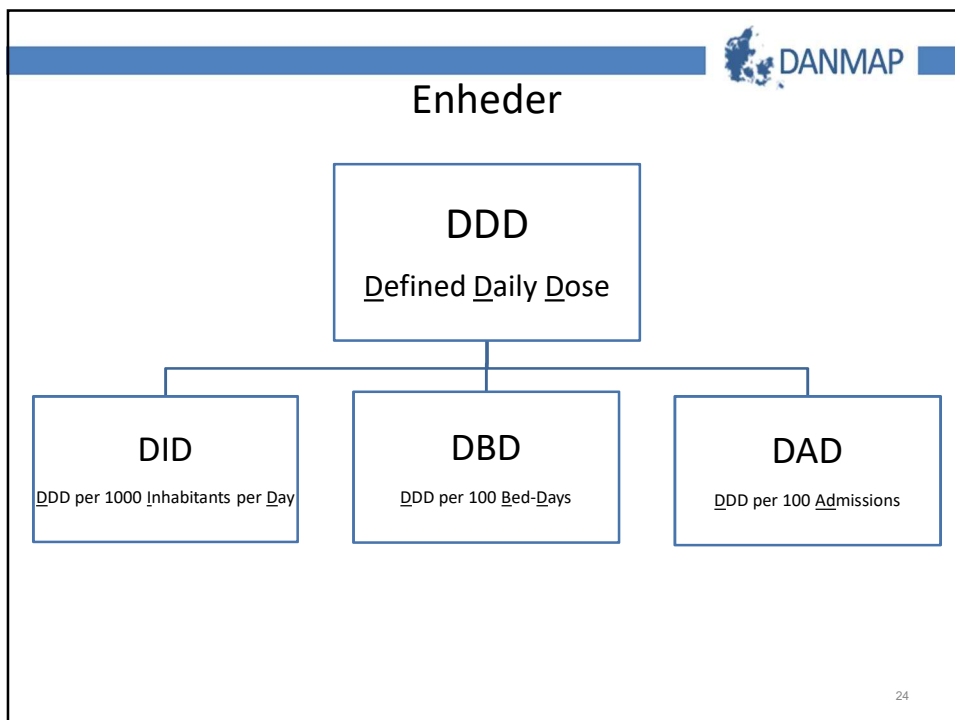 DANMAP
Enheder
DDD
Defined Daily Dose
DID
DDD per 1000 Inhabitants per Day
DBD
DDD per 100 Bed-Days
DAD
DDD per 100 Admissions
24